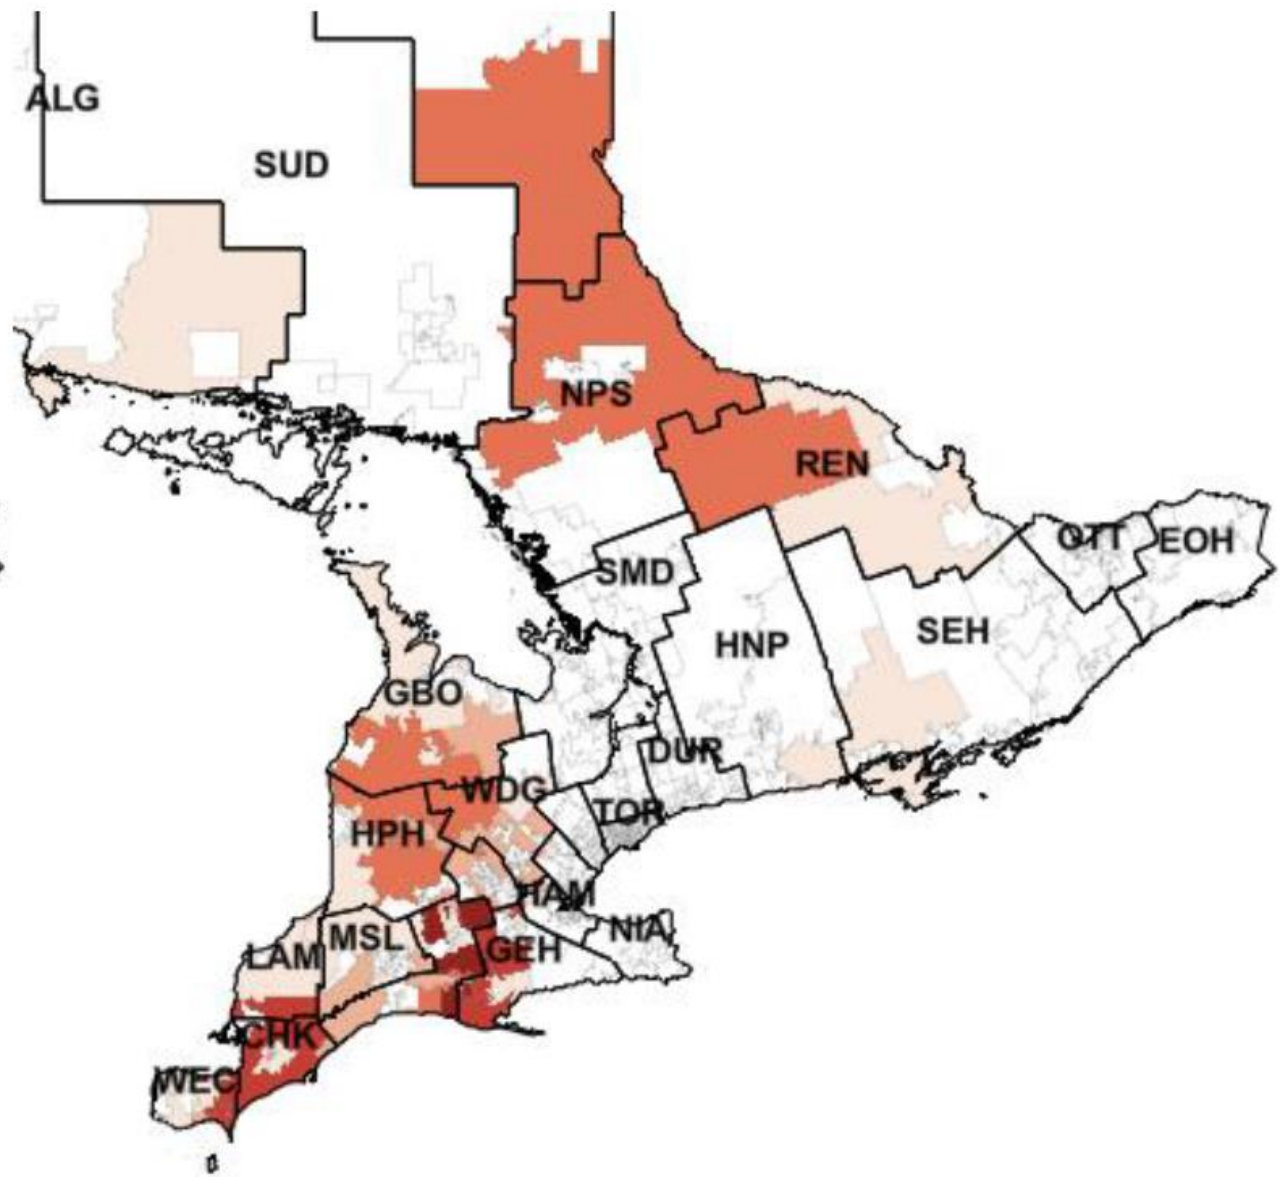 ALG
SUD
NPS
REN
OTT
EOH
SMD
SEH
HNP
GBO
DUR
WDG
TOR
HPH
HAM
NIA
MSL
GEH
LAM
CHK
WEC